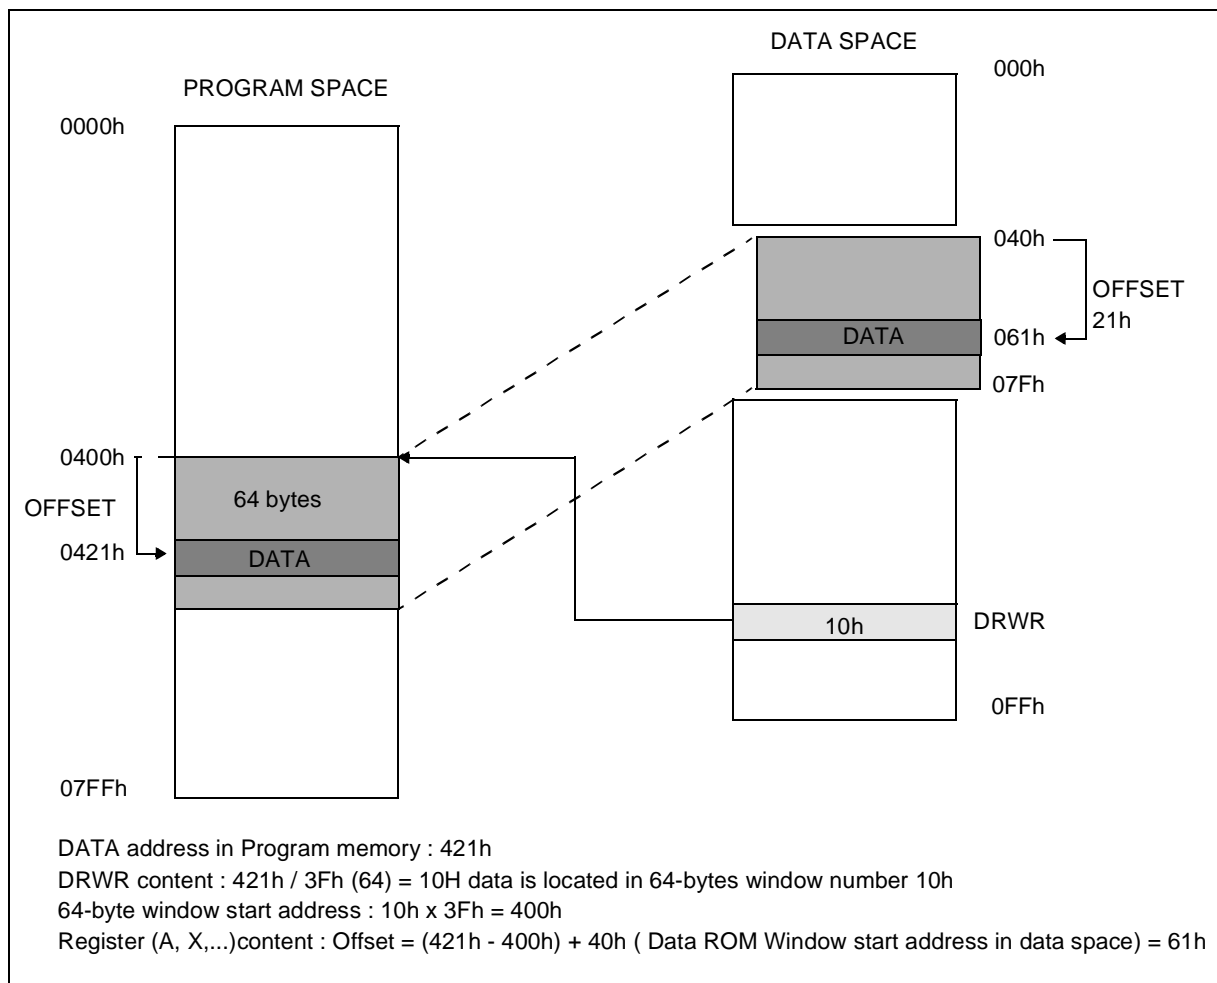 DATA SPACE
000h
PROGRAM SPACE
0000h
040h
OFFSET
21h
DATA
061h
07Fh
0400h
64 bytes
OFFSET
0421h
DATA
10h
DRWR
0FFh
07FFh
DATA address in Program memory : 421h
DRWR content : 421h / 3Fh (64) = 10H data is located in 64-bytes window number 10h
64-byte window start address : 10h x 3Fh = 400h
Register (A, X,...)content : Offset = (421h - 400h) + 40h ( Data ROM Window start address in data space) = 61h